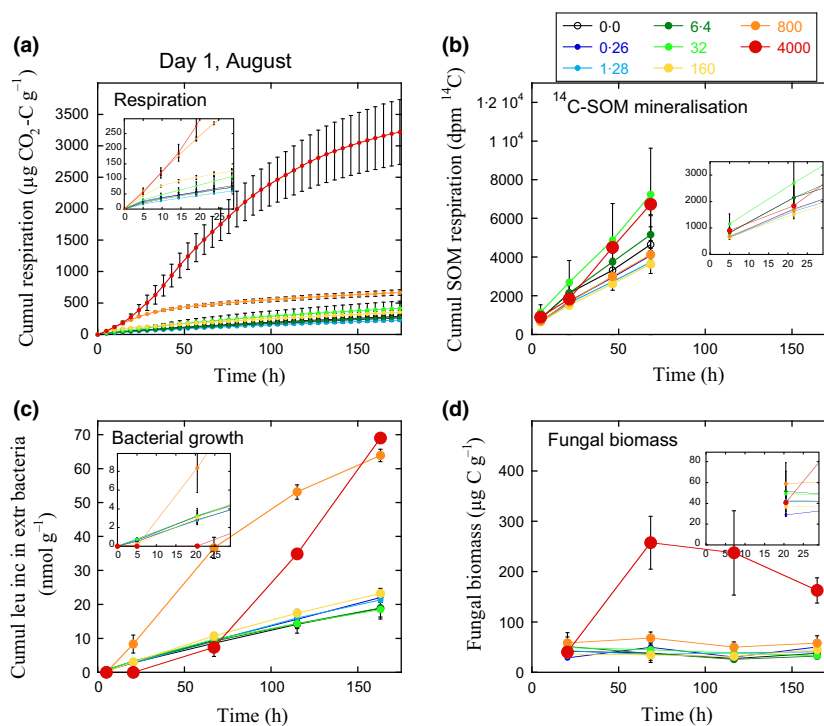 0·0 6·4 800
0·26 32 4000
1·28 160
(a)
Day 1, August
Respiration
Cumul respiration (µg CO2-C g−1)
3500
3000
2500
2000
1500
1000
500
0
300
250
200
150
100
50
0
0 5 10 15 20 25
0 50 100 150
Time (h)
(b)
14C-SOM mineralisation
Cumul SOM respiration (dpm 14C)
1·2 104
1 104
8000
6000
4000
2000
0
3000
2000
1000
0
0 5 10 15 20 25
0 50 100 150
Time (h)
(c)
Bacterial growth
Cumul leu inc in extr bacteria
(nmol g−1)
70
60
50
40
30
20
10
0
8
6
4
2
0
0 5 10 15 20 25
0 50 100 150
Time (h)
(d)
Fungal biomass
Fungal biomass (µg C g−1)
400
300
200
100
0
80
60
40
20
0
0 5 10 15 20 25
0 50 100 150
Time (h)